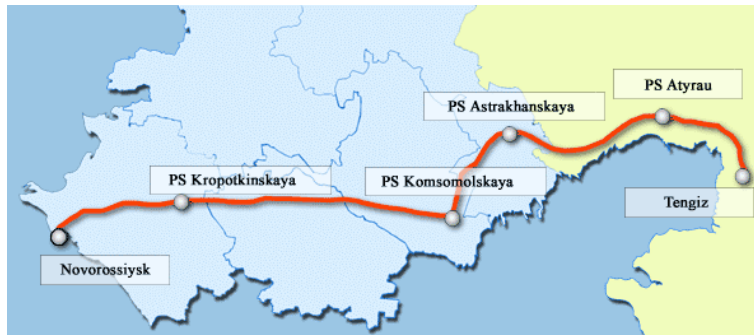 PS Atyrau
PS Astrakhanskaya
PS Kropotkinskaya
PS Komsomolskaya
Tengiz
Novorossiysk